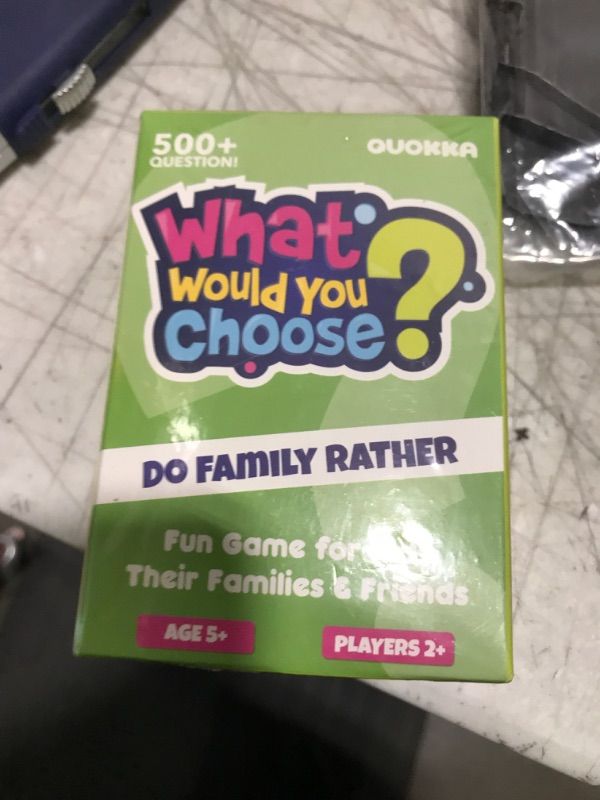 500+
QUESTION!
QUOKKA
What
Would you
Choose?
DO FAMILY RATHER
Fun Game for
Their Families & Friends
AGE 5+
PLAYERS 2+